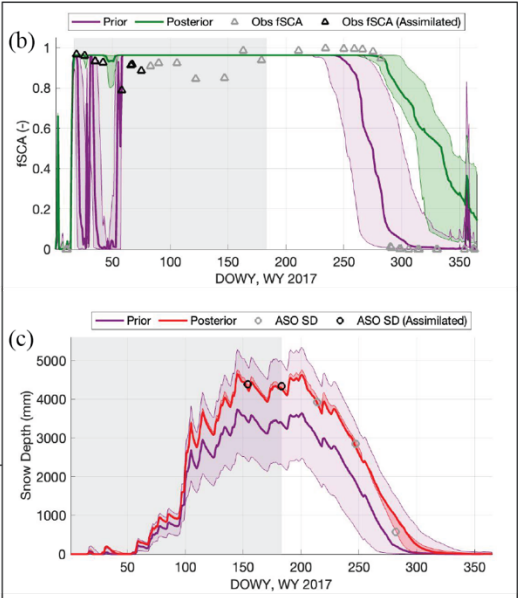 (b)
Prior Posterior Obs fSCA Obs fSCA (Assimilated)
1
0.8
0.6
0.4
0.2
0
fSCA (-)
50 100 150 200 250 300 350
DOWY, WY 2017
(c)
Prior Posterior ASO SD ASO SD (Assimilated)
5000
4000
3000
2000
1000
0
Snow Depth (mm)
50 100 150 200 250 300 350
DOWY, WY 2017